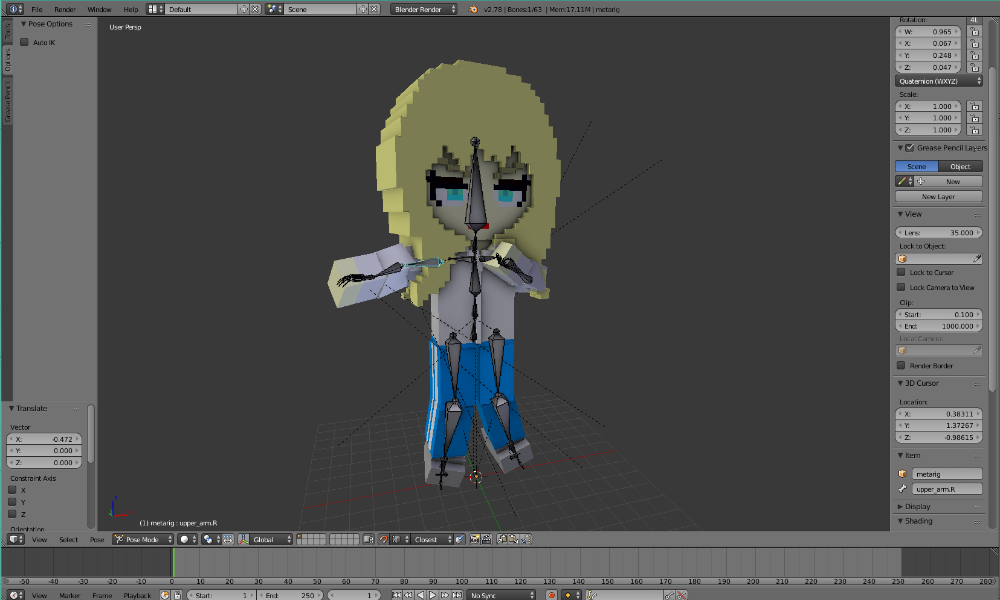 File Render Window Help Default Scene Blender Render v2.78 | Bones:1/63 | Mem:17.11M | metarig
Tools
Options
Grease Pencil
Pose Options
Auto IK
User Persp
Rotation:
4L
W: 0.965
X: 0.067
Y: 0.248
Z: 0.047
Quaternion (WXYZ)
Scale:
X: 1.000
Y: 1.000
Z: 1.000
Grease Pencil Layers
Scene Object
New
New Layer
View
Lens: 35.000
Lock to Object:
Lock to Cursor
Lock Camera to View
Clip:
Start: 0.100
End: 1000.000
Local Camera:
Render Border
3D Cursor
Location:
X: 0.38311
Y: 1.37267
Z: -0.98615
Item
metarig
upper_arm.R
Display
Shading
Translate
Vector
X: -0.472
Y: 0.000
Z: 0.000
Constraint Axis
X
Y
Z
Orientation
(1) metarig : upper_arm.R
View Select Pose Pose Mode Global Closest
-50 -40 -30 -20 -10 0 10 20 30 40 50 60 70 80 90 100 110 120 130 140 150 160 170 180 190 200 210 220 230 240 250 260 270 280
View Marker Frame Playback Start: 1 End: 250 1 No Sync